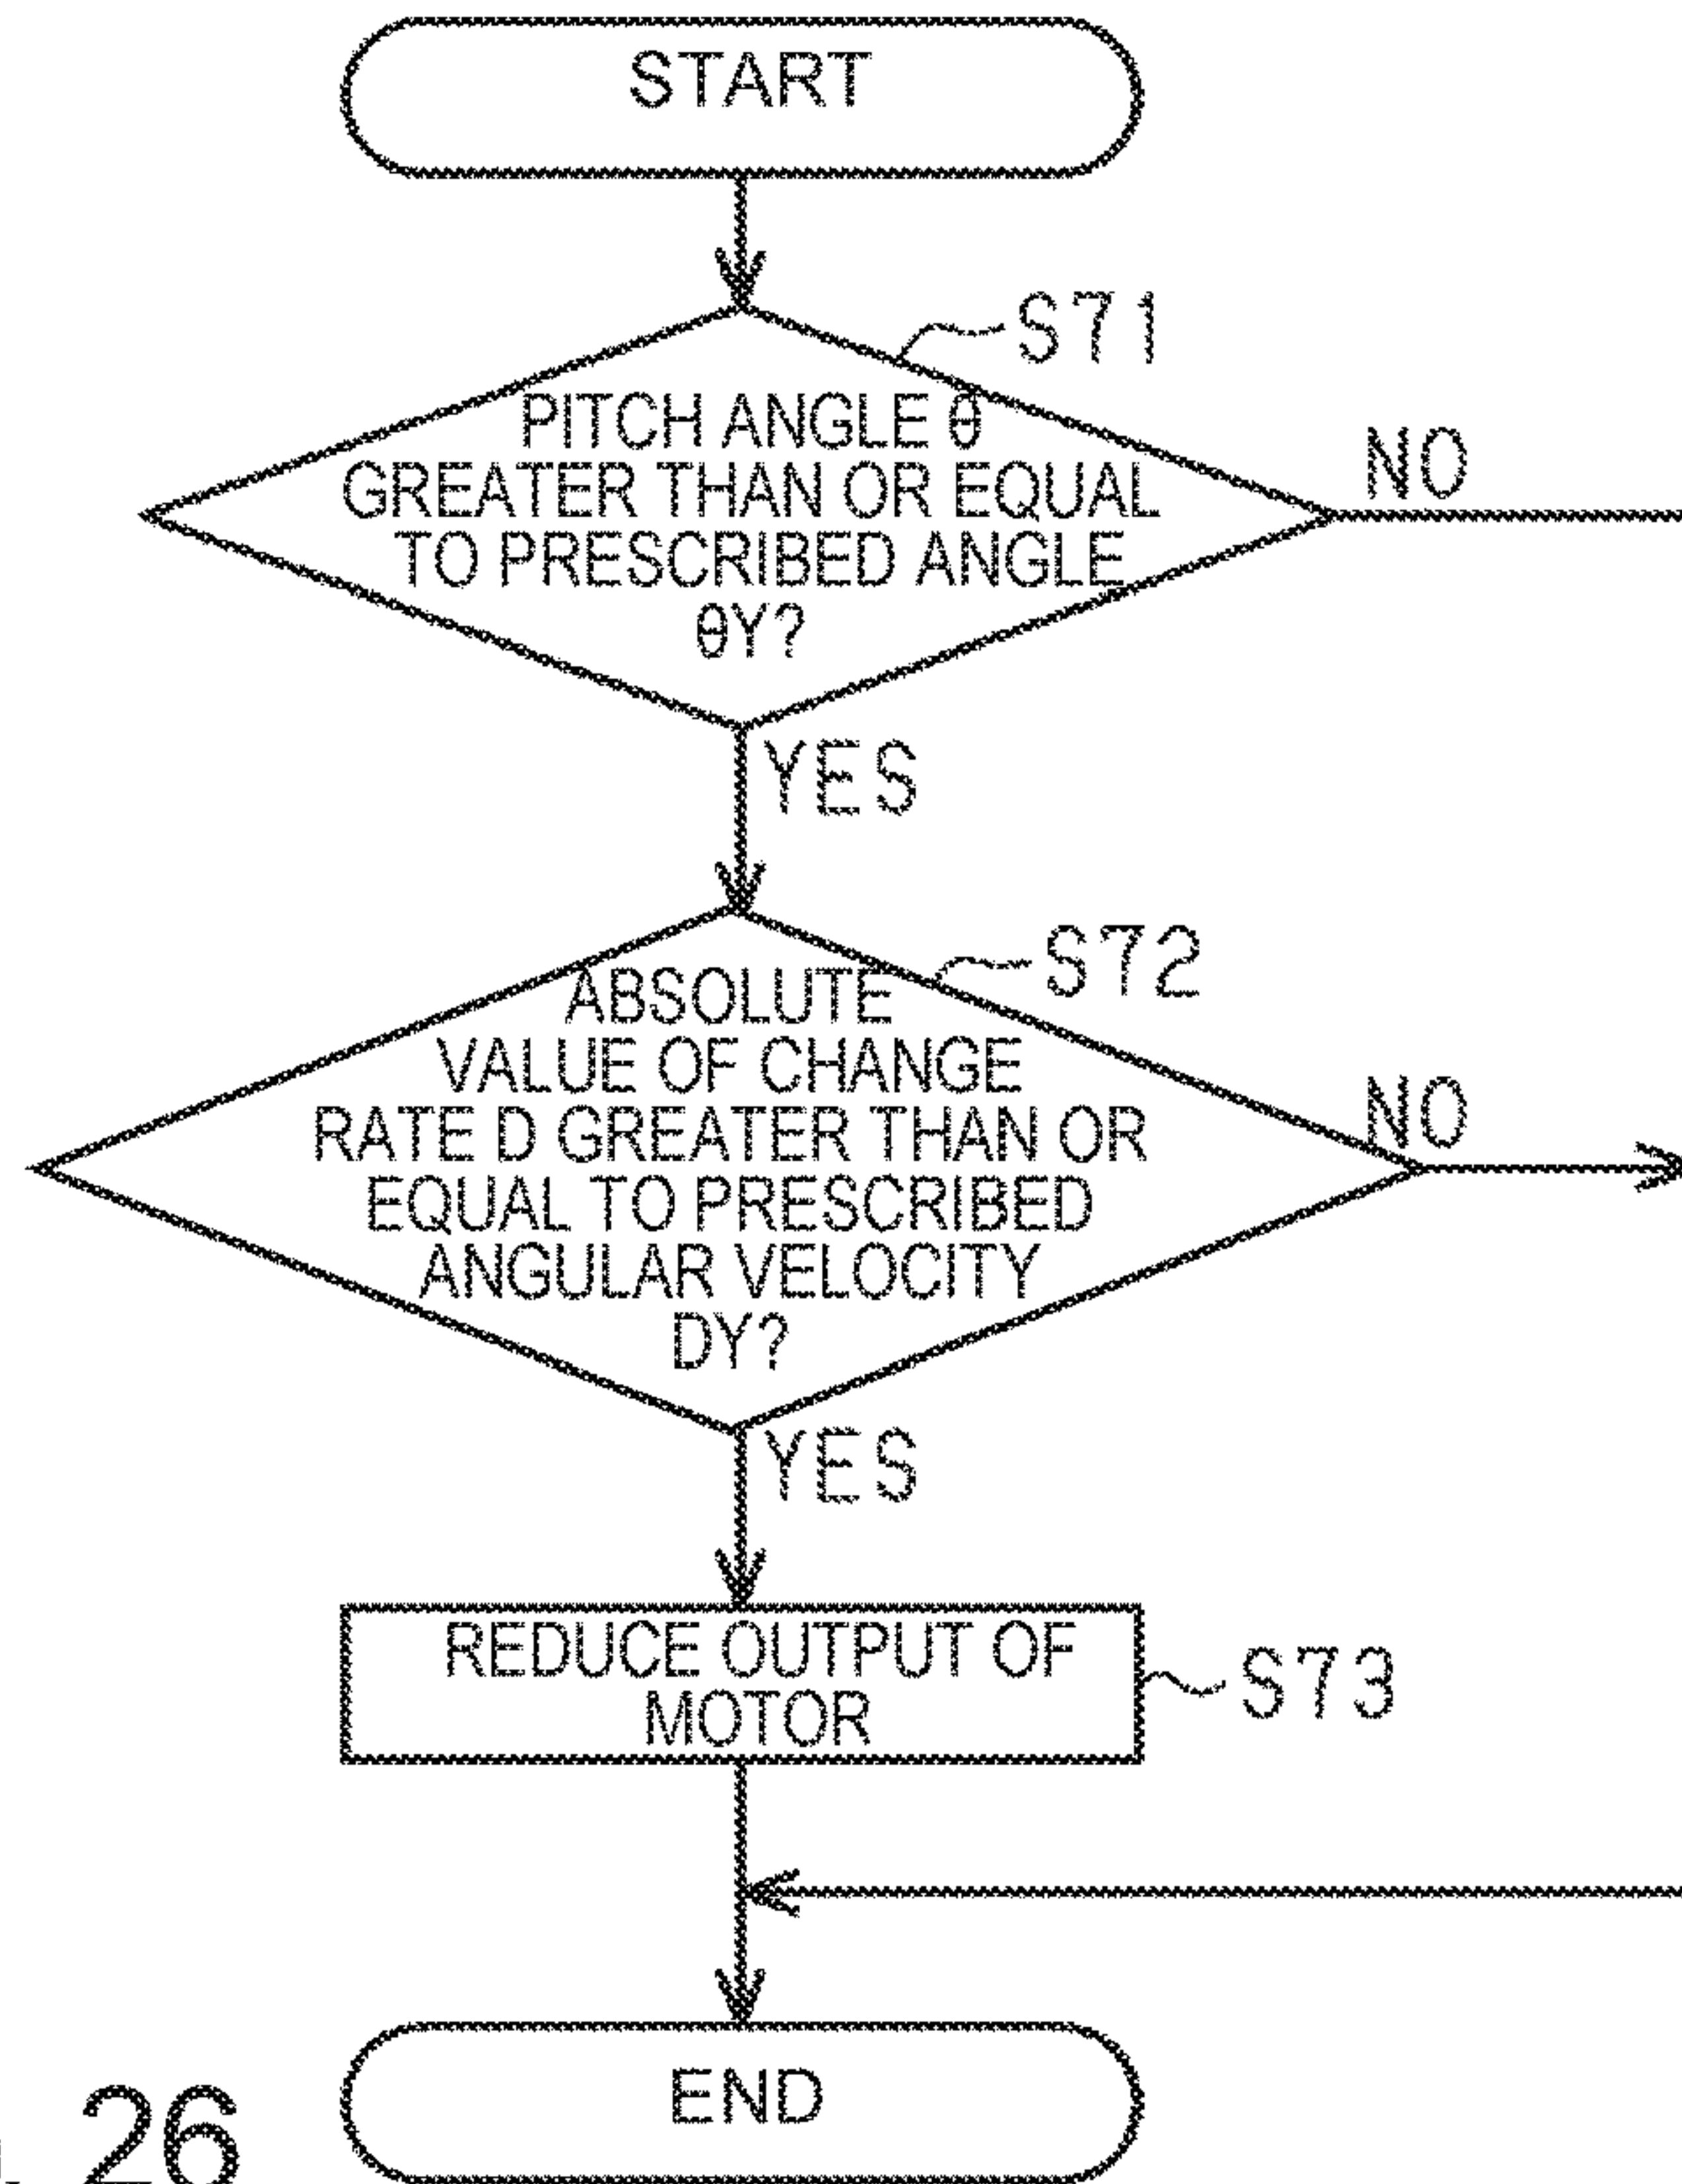 START
S71
PITCH ANGLE θ
GREATER THAN OR EQUAL
TO PRESCRIBED ANGLE
θY?
NO
YES
S72
ABSOLUTE
VALUE OF CHANGE
RATE D GREATER THAN OR
EQUAL TO PRESCRIBED
ANGULAR VELOCITY
DY?
NO
YES
REDUCE OUTPUT OF
MOTOR
S73
END
26